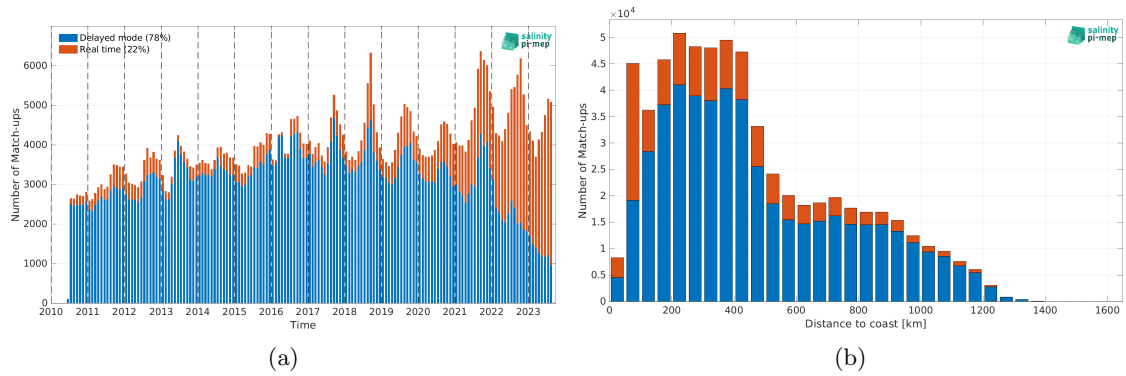 Delayed mode (78%)
Real time (22%)
salinity
pi-mep
Number of Match-ups
6000
5000
4000
3000
2000
1000
0
2010 2011 2012 2013 2014 2015 2016 2017 2018 2019 2020 2021 2022 2023
Time
(a)
×10⁴
salinity
pi-mep
Number of Match-ups
5
4.5
4
3.5
3
2.5
2
1.5
1
0.5
0
0 200 400 600 800 1000 1200 1400 1600
Distance to coast [km]
(b)